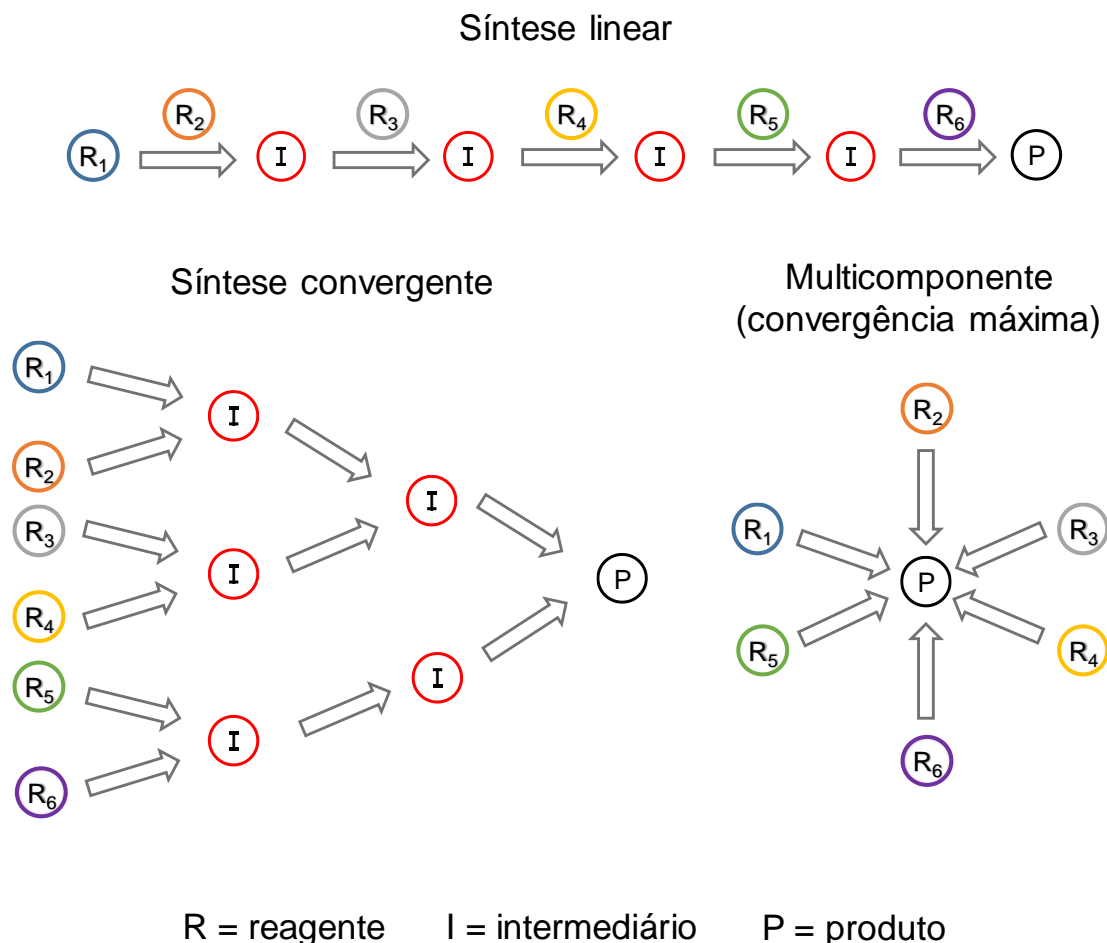 Síntese linear
R2 R3 R4 R5 R6
R1 I I I I P
Síntese convergente
R1
R2
R3
R4
R5
R6
I
I
I
I
I
P
Multicomponente
(convergência máxima)
R2
R1 R3
P
R5 R4
R6
R = reagente I = intermediário P = produto